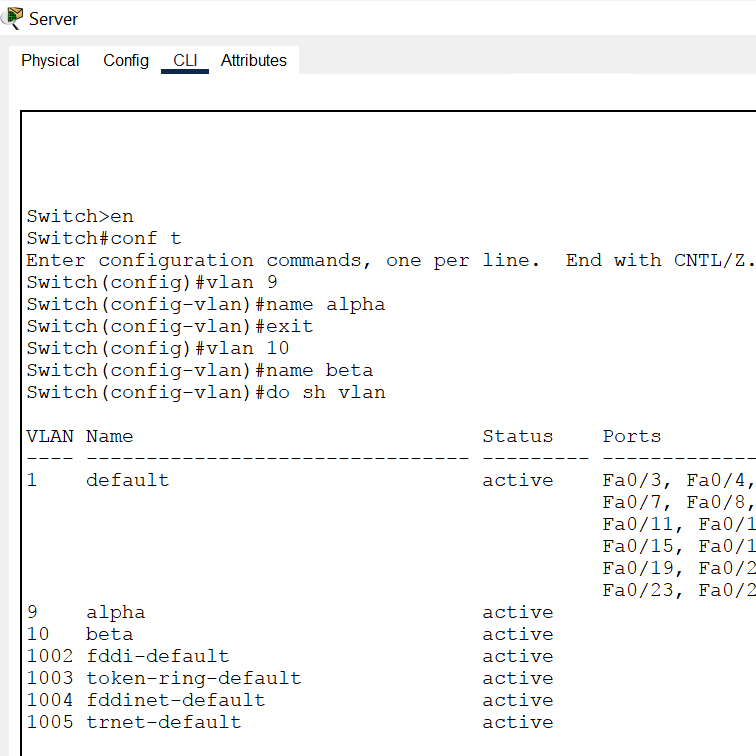 Server
Physical Config CLI Attributes
Switch>en
Switch#conf t
Enter configuration commands, one per line.  End with CNTL/Z.
Switch(config)#vlan 9
Switch(config-vlan)#name alpha
Switch(config-vlan)#exit
Switch(config)#vlan 10
Switch(config-vlan)#name beta
Switch(config-vlan)#do sh vlan
VLAN Name                             Status    Ports
---- -------------------------------- --------- -------------
1    default                          active    Fa0/3, Fa0/4,
                                                Fa0/7, Fa0/8,
                                                Fa0/11, Fa0/1
                                                Fa0/15, Fa0/1
                                                Fa0/19, Fa0/2
                                                Fa0/23, Fa0/2
9    alpha                            active
10   beta                             active
1002 fddi-default                     active
1003 token-ring-default               active
1004 fddinet-default                  active
1005 trnet-default                    active